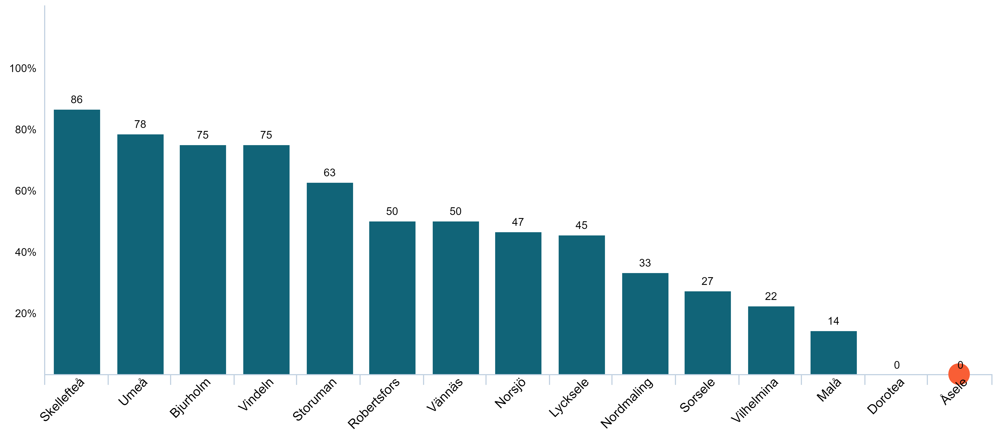 100%
80%
60%
40%
20%
86
78
75
75
63
50
50
47
45
33
27
22
14
0
0
Skellefteå
Umeå
Bjurholm
Vindeln
Storuman
Robertsfors
Vännäs
Norsjö
Lycksele
Nordmaling
Sorsele
Vilhelmina
Malå
Dorotea
Åsele